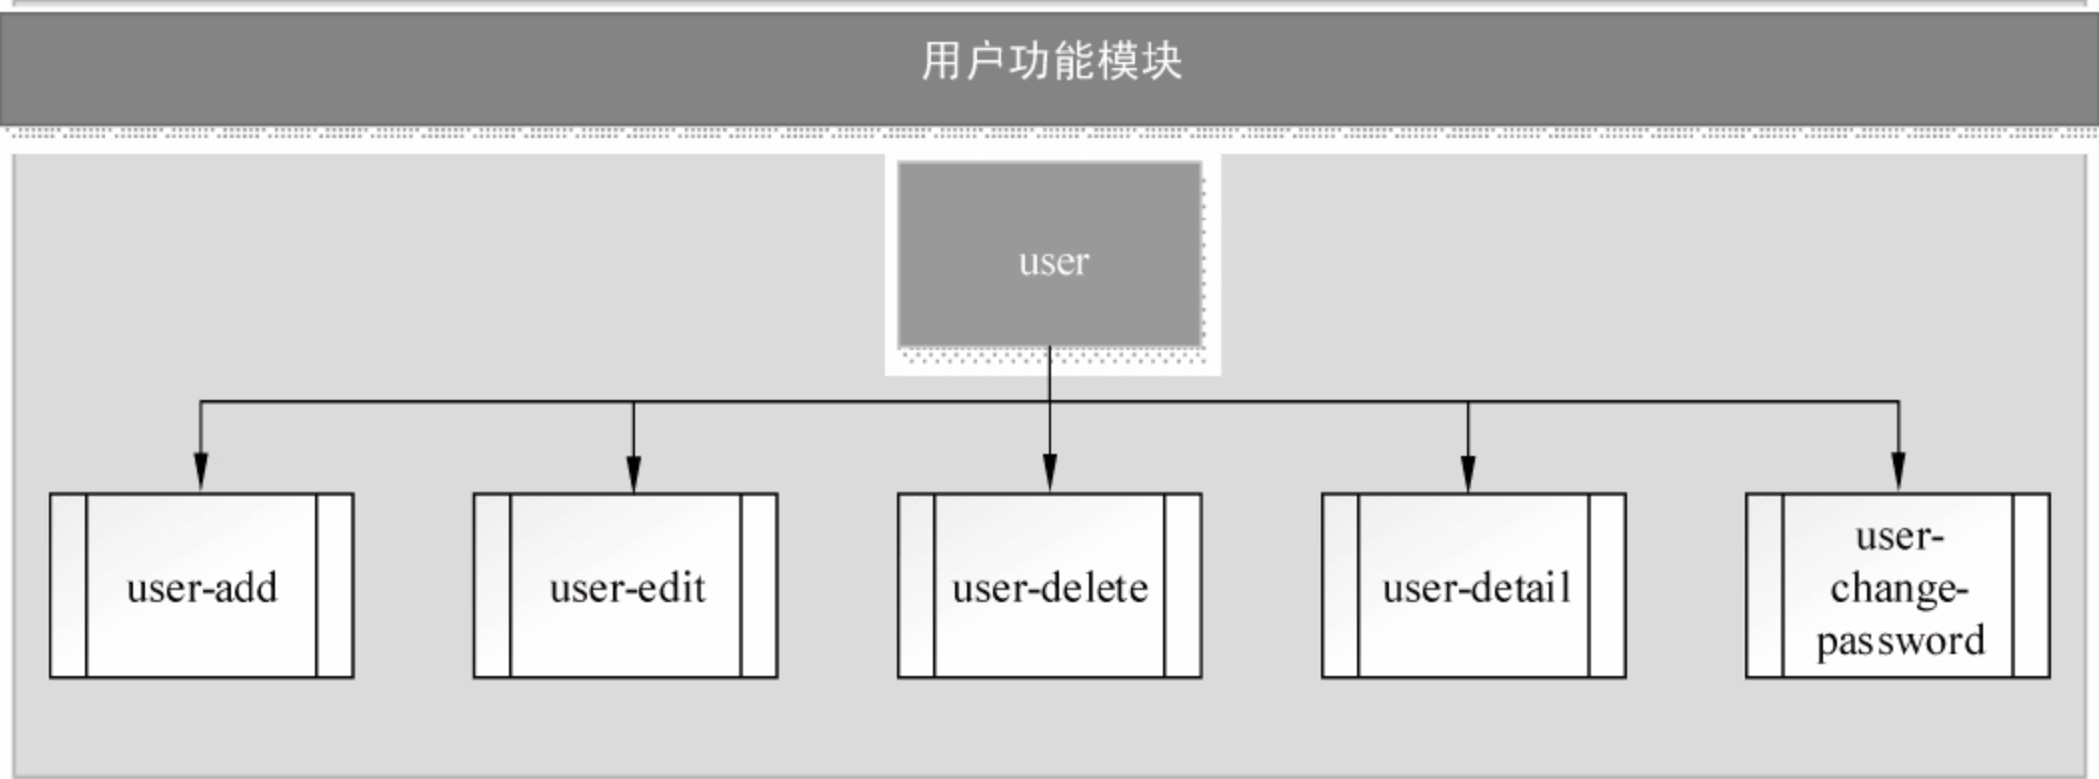 用户功能模块
user
user-add
user-edit
user-delete
user-detail
user-
change-
password